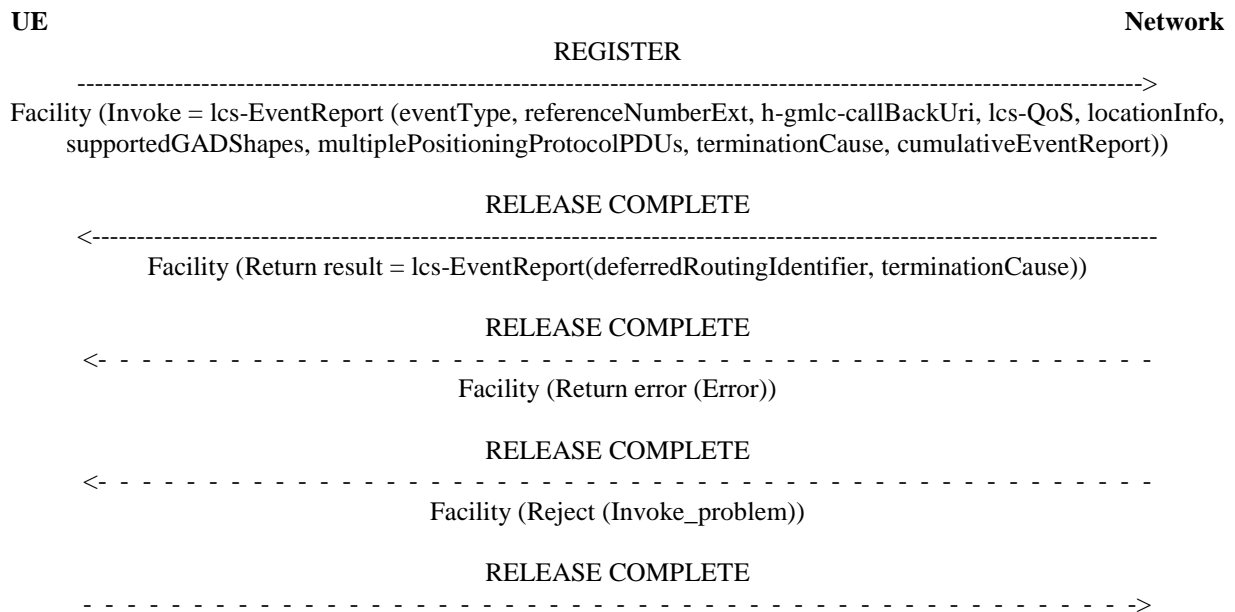 UE Network
REGISTER
------------------------------------------------------------------------------------------------------------------------>
Facility (Invoke = lcs-EventReport (eventType, referenceNumberExt, h-gmlc-callBackUri, lcs-QoS, locationInfo,
supportedGADShapes, multiplePositioningProtocolPDUs, terminationCause, cumulativeEventReport))
RELEASE COMPLETE
<------------------------------------------------------------------------------------------------------------------------
Facility (Return result = lcs-EventReport(deferredRoutingIdentifier, terminationCause))
RELEASE COMPLETE
<- - - - - - - - - - - - - - - - - - - - - - - - - - - - - - - - - - - - - - - - - - - - - - - -
Facility (Return error (Error))
RELEASE COMPLETE
<- - - - - - - - - - - - - - - - - - - - - - - - - - - - - - - - - - - - - - - - - - - - - - - -
Facility (Reject (Invoke_problem))
RELEASE COMPLETE
- - - - - - - - - - - - - - - - - - - - - - - - - - - - - - - - - - - - - - - - - - - - - - - ->